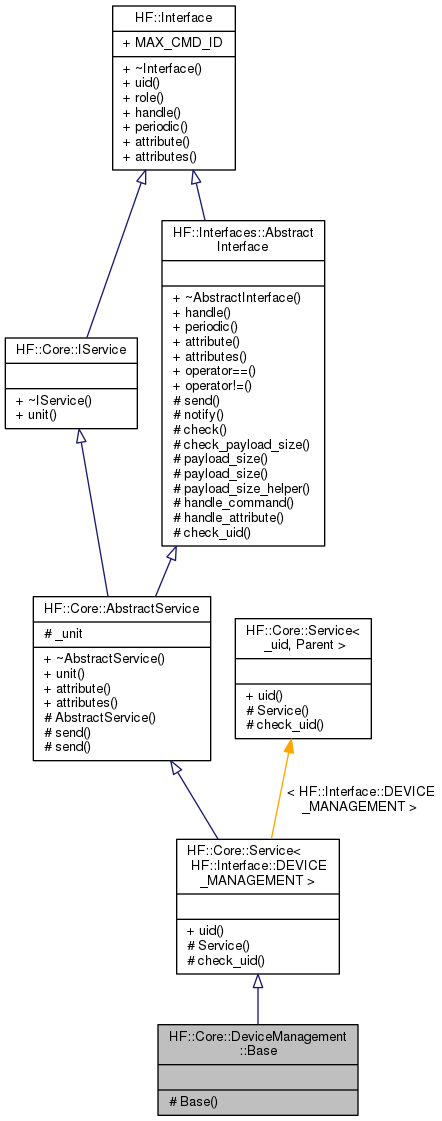 HF::Interface
+ MAX_CMD_ID
+ ~Interface()
+ uid()
+ role()
+ handle()
+ periodic()
+ attribute()
+ attributes()
HF::Interfaces::Abstract
Interface
+ ~AbstractInterface()
+ handle()
+ periodic()
+ attribute()
+ attributes()
+ operator==()
+ operator!=()
# send()
# notify()
# check()
# check_payload_size()
# payload_size()
# payload_size()
# payload_size_helper()
# handle_command()
# handle_attribute()
# check_uid()
HF::Core::IService
+ ~IService()
+ unit()
HF::Core::AbstractService
# _unit
+ ~AbstractService()
+ unit()
+ attribute()
+ attributes()
# AbstractService()
# send()
# send()
HF::Core::Service<
_uid, Parent >
+ uid()
# Service()
# check_uid()
< HF::Interface::DEVICE
_MANAGEMENT >
HF::Core::Service<
HF::Interface::DEVICE
_MANAGEMENT >
+ uid()
# Service()
# check_uid()
HF::Core::DeviceManagement
::Base
# Base()